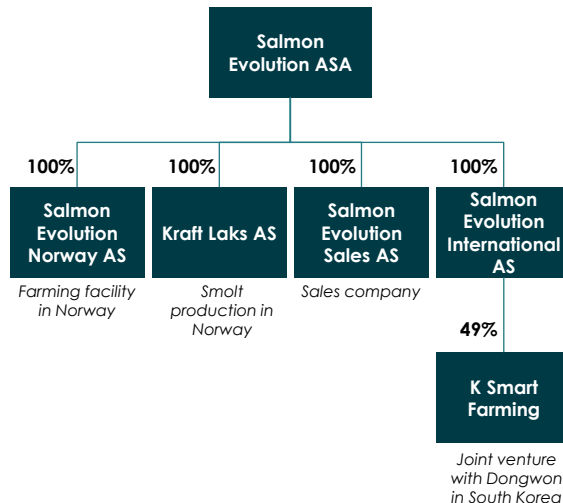 Salmon
Evolution ASA
100%
100%
100%
100%
Salmon
Evolution
Norway AS
Kraft Laks AS
Salmon
Evolution
Sales AS
Salmon
Evolution
International
AS
Farming facility
in Norway
Smolt
production in
Norway
Sales company
49%
K Smart
Farming
Joint venture
with Dongwon
in South Korea